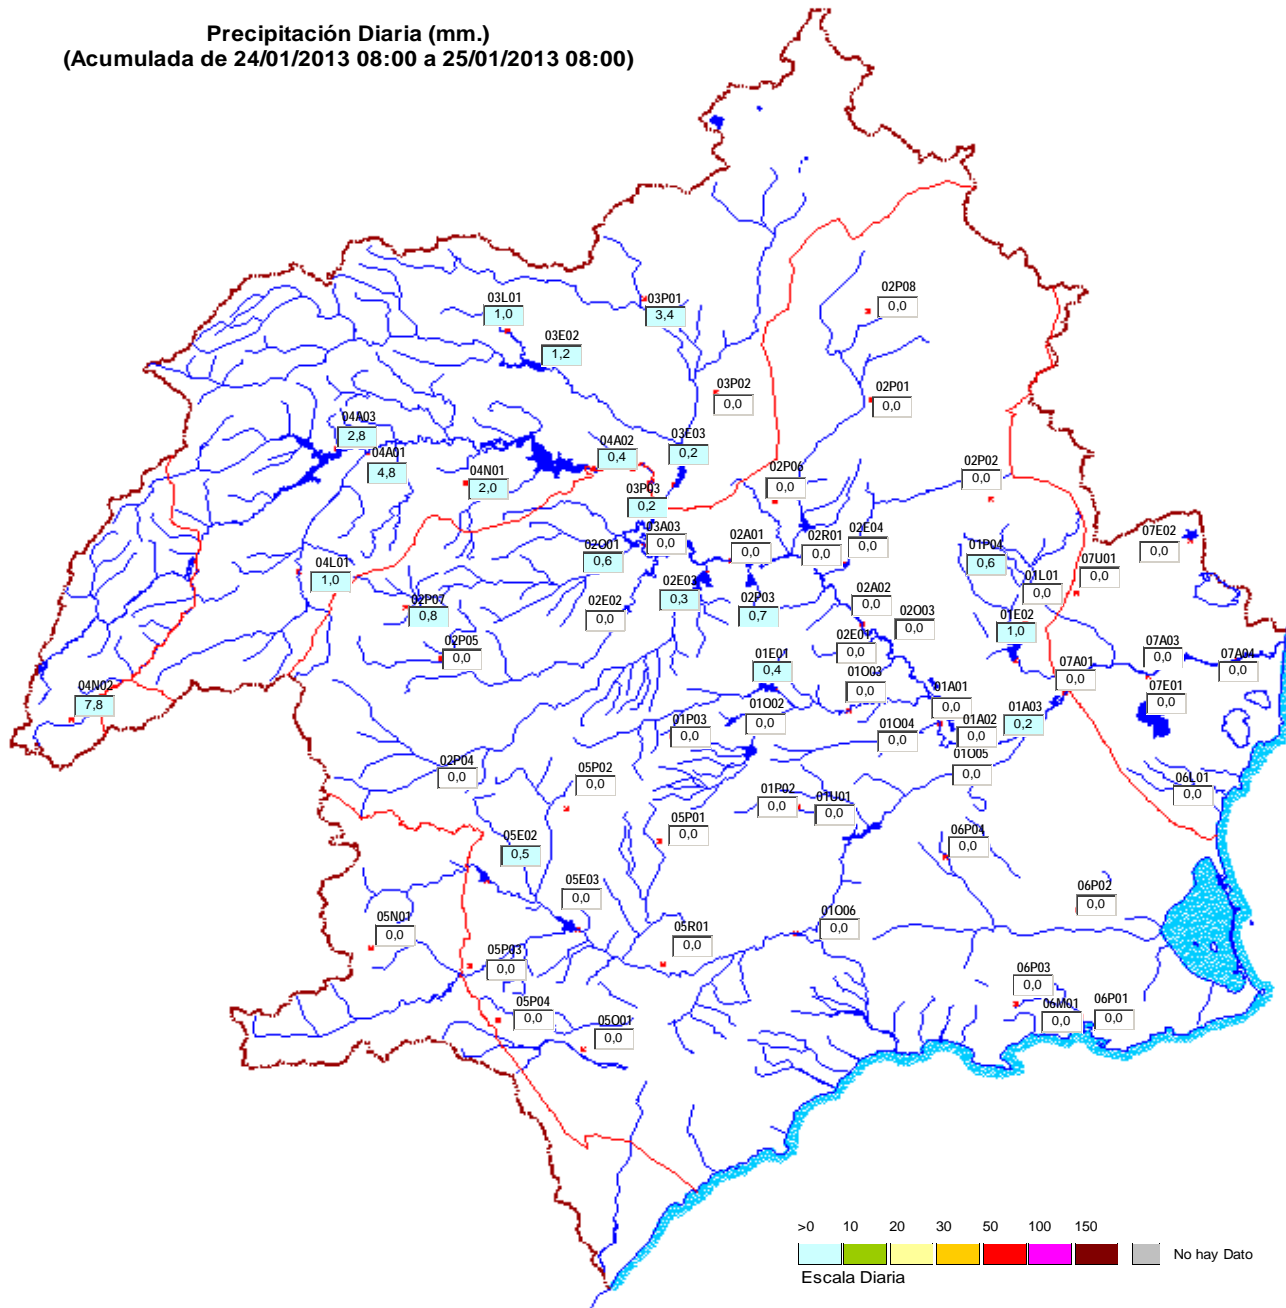 Precipitación Diaria (mm.)
(Acumulada de 24/01/2013 08:00 a 25/01/2013 08:00)
02P08
0,0
03L01
1,0
03P01
3,4
03E02
1,2
03P02
0,0
02P01
0,0
04A03
2,8
04A01
4,8
04A02
0,4
03E03
0,2
04N01
2,0
02P06
0,0
02P02
0,0
03P03
0,2
03A03
0,0
02O01
0,6
02A01
0,0
02R01
0,0
02E04
0,0
01P04
0,6
07E02
0,0
07U01
0,0
04L01
1,0
01L01
0,0
02P07
0,8
02E02
0,0
02E03
0,3
02P03
0,7
02A02
0,0
02O03
0,0
01E02
1,0
02P05
0,0
02E01
0,0
07A03
0,0
07A04
0,0
01E01
0,4
01O03
0,0
07A01
0,0
07E01
0,0
04N02
7,8
01O02
0,0
01A01
0,0
01P03
0,0
01O04
0,0
01A02
0,0
01A03
0,2
02P04
0,0
05P02
0,0
01O05
0,0
06L01
0,0
01P02
0,0
01U01
0,0
05P01
0,0
06P04
0,0
05E02
0,5
05E03
0,0
06P02
0,0
05N01
0,0
05R01
0,0
01O06
0,0
05P03
0,0
06P03
0,0
05P04
0,0
05O01
0,0
06M01
0,0
06P01
0,0
>0 10 20 30 50 100 150
No hay Dato
Escala Diaria